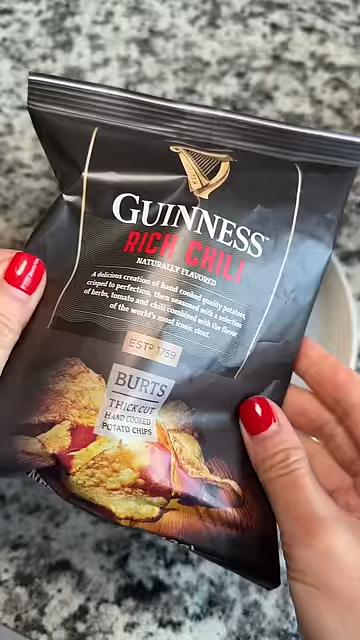 GUINNESS™
RICH CHILI
NATURALLY FLAVORED
A delicious creation of hand cooked quality potatoes,
crisped to perfection, then seasoned with a selection
of herbs, tomato and chili combined with the flavor
of the world's most iconic stout.
ESTD 1759
BURTS
THICK CUT
HAND COOKED
POTATO CHIPS